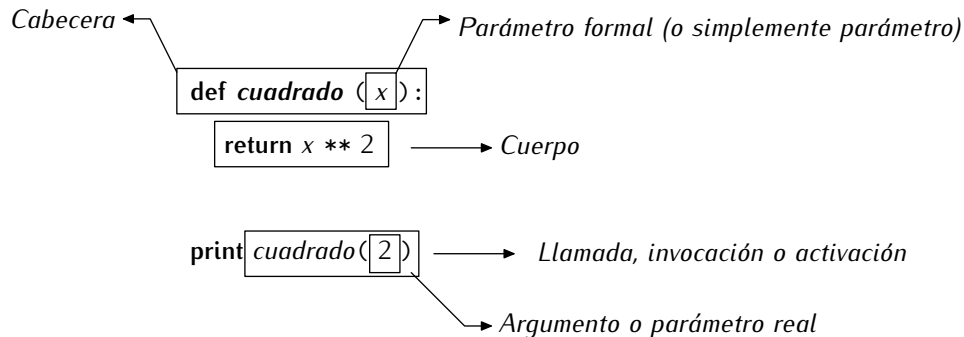 Cabecera
Parámetro formal (o simplemente parámetro)
def cuadrado (x):
return x ** 2
Cuerpo
print cuadrado(2)
Llamada, invocación o activación
Argumento o parámetro real